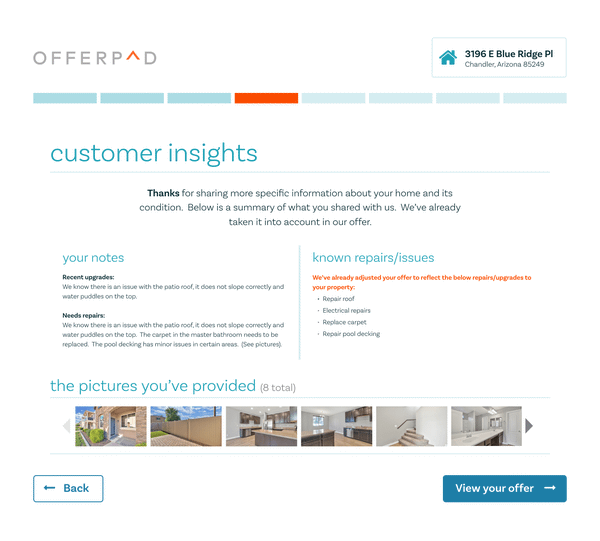 OFFERPAD
3196 E Blue Ridge Pl
Chandler, Arizona 85249
customer insights
Thanks for sharing more specific information about your home and its
condition. Below is a summary of what you shared with us. We've already
taken it into account in our offer.
your notes
Recent upgrades:
We know there is an issue with the patio roof, it does not slope correctly and
water puddles on the top.
Needs repairs:
We know there is an issue with the patio roof, it does not slope correctly and
water puddles on the top. The carpet in the master bathroom needs to be
replaced. The pool decking has minor issues in certain areas. (See pictures).
known repairs/issues
We've already adjusted your offer to reflect the below repairs/upgrades to
your property:
• Repair roof
• Electrical repairs
• Replace carpet
• Repair pool decking
the pictures you've provided (8 total)
Back
View your offer